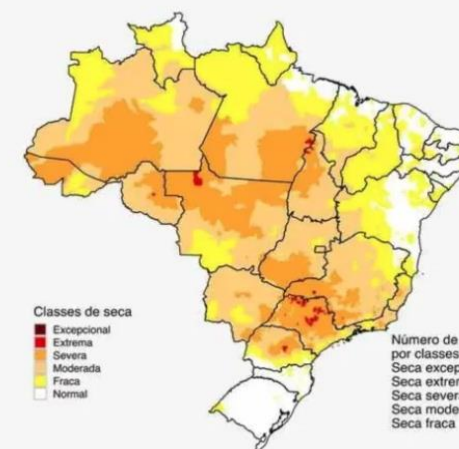 Classes de seca
Excepcional
Extrema
Severa
Moderada
Fraca
Normal
Número de
por classes
Seca excep
Seca extrem
Seca severa
Seca mode
Seca fraca